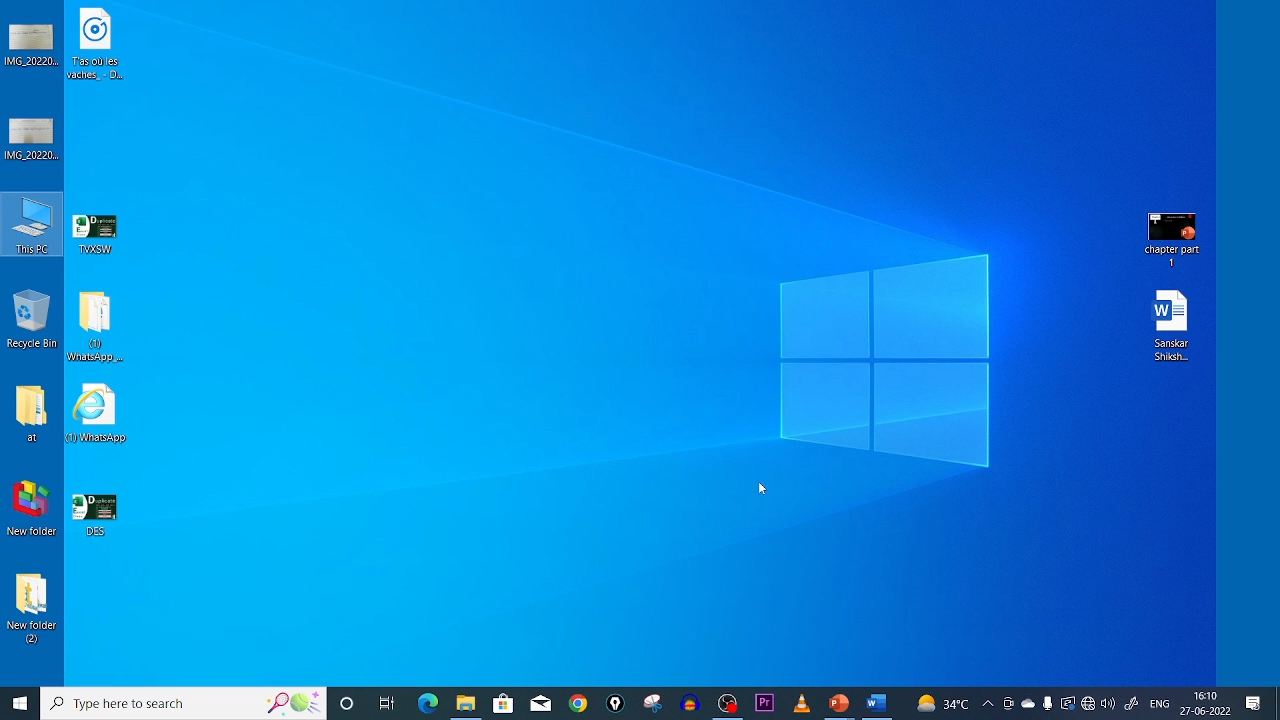 IMG_20220...
T'as où les
vaches_ - D...
IMG_20220...
This PC
TVXSW
chapter part
1
Recycle Bin
(1)
WhatsApp_...
Sanskar
Shiksh...
at
(1) WhatsApp
New folder
DES
New folder
(2)
Type here to search
34°C
ENG
16:10
27-06-2022